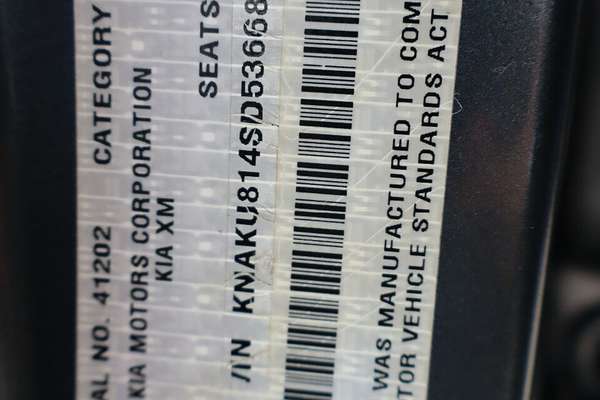 AL NO. 41202 CATEGORY
KIA MOTORS CORPORATION
KIA XM SEATS
VIN KNAKU814SD53668
WAS MANUFACTURED TO COM
TOR VEHICLE STANDARDS ACT